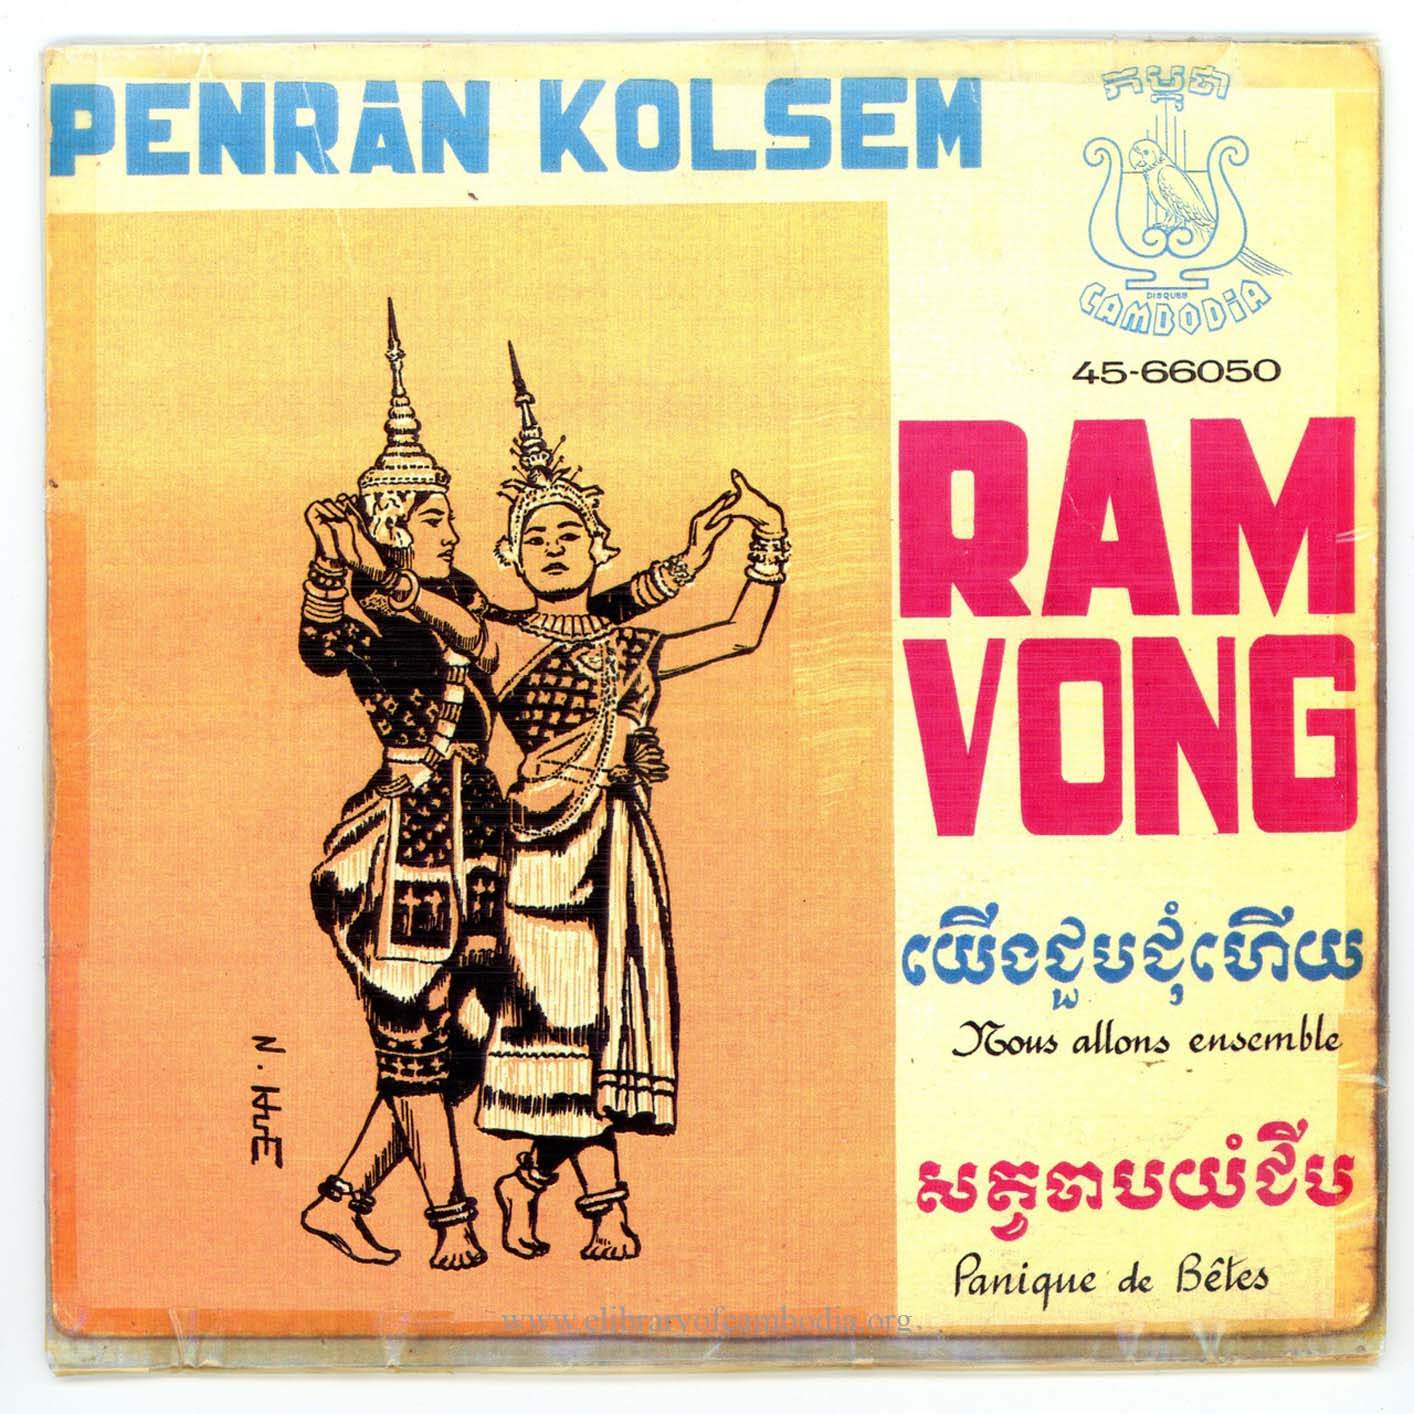 PENRÂN KOLSEM
កម្ពុជា
DISQUES
CAMBODIA
45-66050
RAM
VONG
យើងជួបជុំហើយ
Nous allons ensemble
សត្វចាបយំជីប
Panique de Bêtes
www.elibraryofcambodia.org